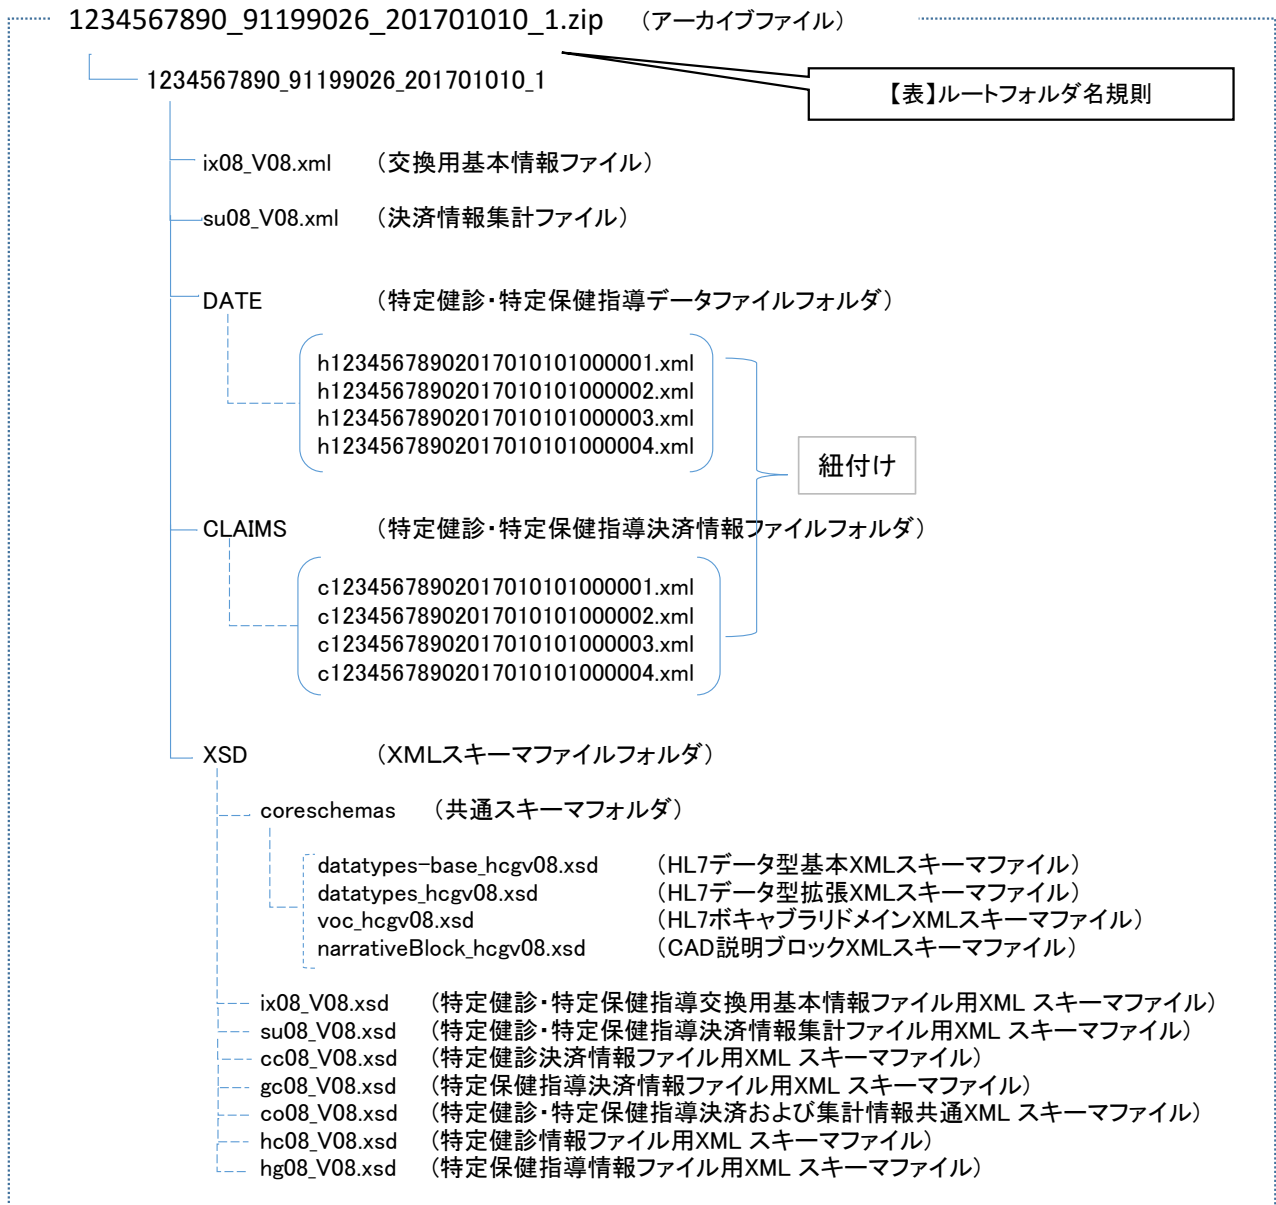 1234567890_91199026_201701010_1.zip （アーカイブファイル）
1234567890_91199026_201701010_1
【表】ルートフォルダ名規則
ix08_V08.xml （交換用基本情報ファイル）
su08_V08.xml （決済情報集計ファイル）
DATE （特定健診・特定保健指導データファイルフォルダ）
h12345678902017010101000001.xml
h12345678902017010101000002.xml
h12345678902017010101000003.xml
h12345678902017010101000004.xml
紐付け
CLAIMS （特定健診・特定保健指導決済情報ファイルフォルダ）
c12345678902017010101000001.xml
c12345678902017010101000002.xml
c12345678902017010101000003.xml
c12345678902017010101000004.xml
XSD （XMLスキーマファイルフォルダ）
coreschemas （共通スキーマフォルダ）
datatypes-base_hcgv08.xsd （HL7データ型基本XMLスキーマファイル）
datatypes_hcgv08.xsd （HL7データ型拡張XMLスキーマファイル）
voc_hcgv08.xsd （HL7ボキャブラリドメインXMLスキーマファイル）
narrativeBlock_hcgv08.xsd （CAD説明ブロックXMLスキーマファイル）
ix08_V08.xsd （特定健診・特定保健指導交換用基本情報ファイル用XML スキーマファイル）
su08_V08.xsd （特定健診・特定保健指導決済情報集計ファイル用XML スキーマファイル）
cc08_V08.xsd （特定健診決済情報ファイル用XML スキーマファイル）
gc08_V08.xsd （特定保健指導決済情報ファイル用XML スキーマファイル）
co08_V08.xsd （特定健診・特定保健指導決済および集計情報共通XML スキーマファイル）
hc08_V08.xsd （特定健診情報ファイル用XML スキーマファイル）
hg08_V08.xsd （特定保健指導情報ファイル用XML スキーマファイル）